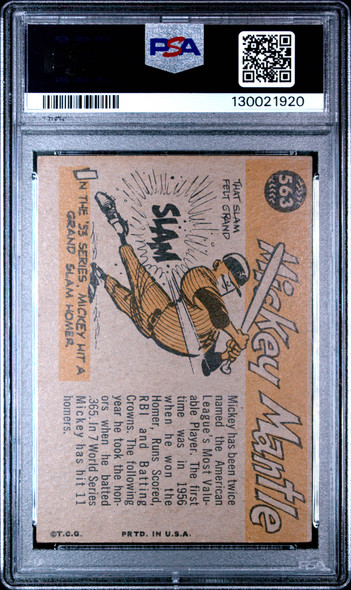 PSA
130021920
563
Mickey Mantle
THAT SLAM
FELT GRAND
SLAM
IN THE '53 SERIES, MICKEY HIT A
GRAND SLAM HOMER.
Mickey has been twice
named the American
League's Most Valu-
able Player. The first
time was in 1956
when he won the
Homer, Runs Scored,
RBI and Batting
Crowns. The following
year he took the hon-
ors when he batted
.365. In 7 World Series
Mickey has hit 11
homers.
©T.C.G. PRTD. IN U.S.A.
PSA